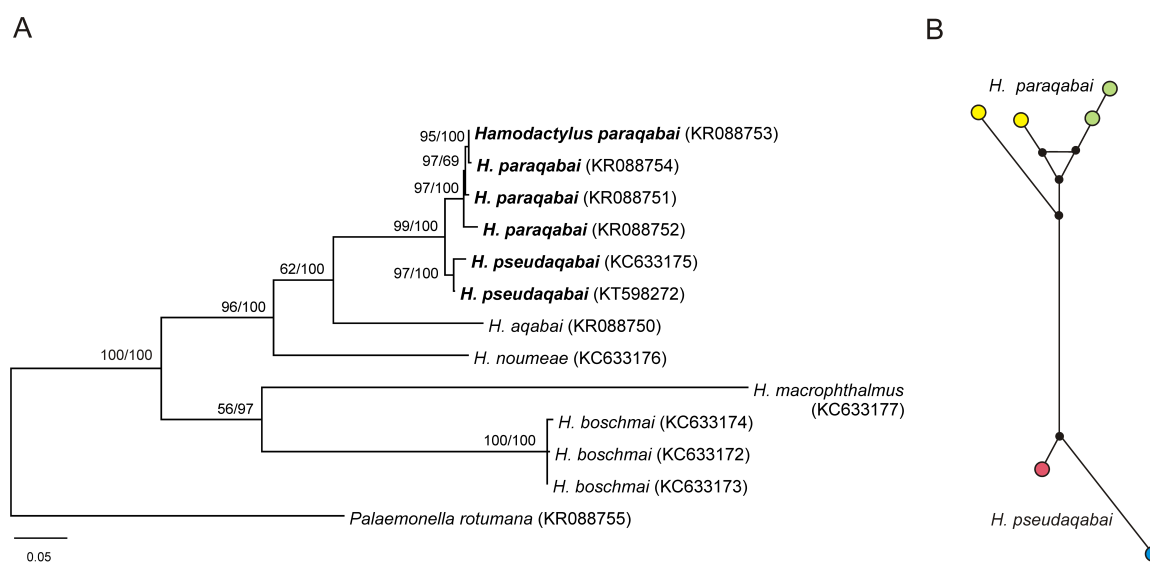 A
B
H. paraqabai
95/100
Hamodactylus paraqabai (KR088753)
97/69
H. paraqabai (KR088754)
97/100
H. paraqabai (KR088751)
99/100
H. paraqabai (KR088752)
97/100
H. pseudaqabai (KC633175)
62/100
H. pseudaqabai (KT598272)
96/100
H. aqabai (KR088750)
100/100
H. noumeae (KC633176)
56/97
H. macrophthalmus
(KC633177)
100/100
H. boschmai (KC633174)
H. boschmai (KC633172)
H. boschmai (KC633173)
Palaemonella rotumana (KR088755)
0.05
H. pseudaqabai